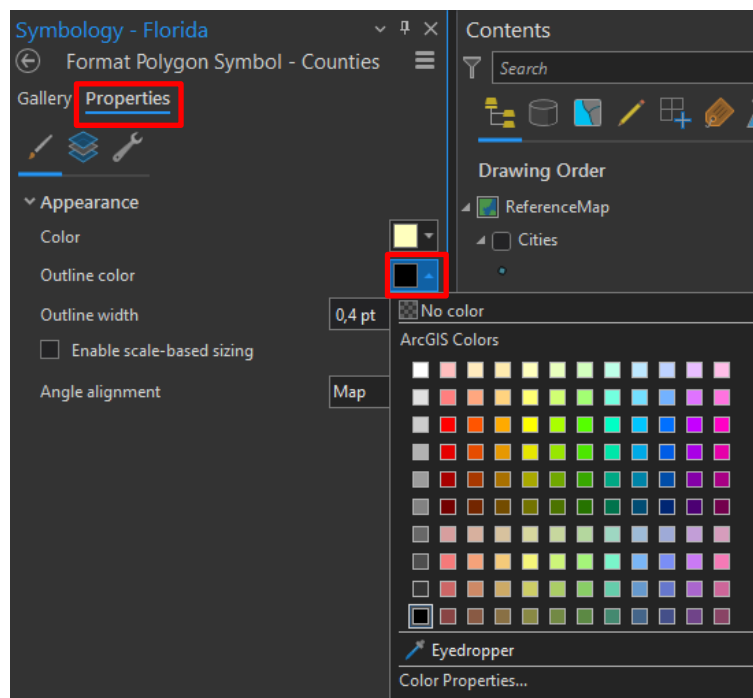 Symbology - Florida
Format Polygon Symbol - Counties
Gallery Properties
Appearance
Color
Outline color
Outline width 0,4 pt
Enable scale-based sizing
Angle alignment Map
Contents
Search
Drawing Order
ReferenceMap
Cities
No color
ArcGIS Colors
Eyedropper
Color Properties...